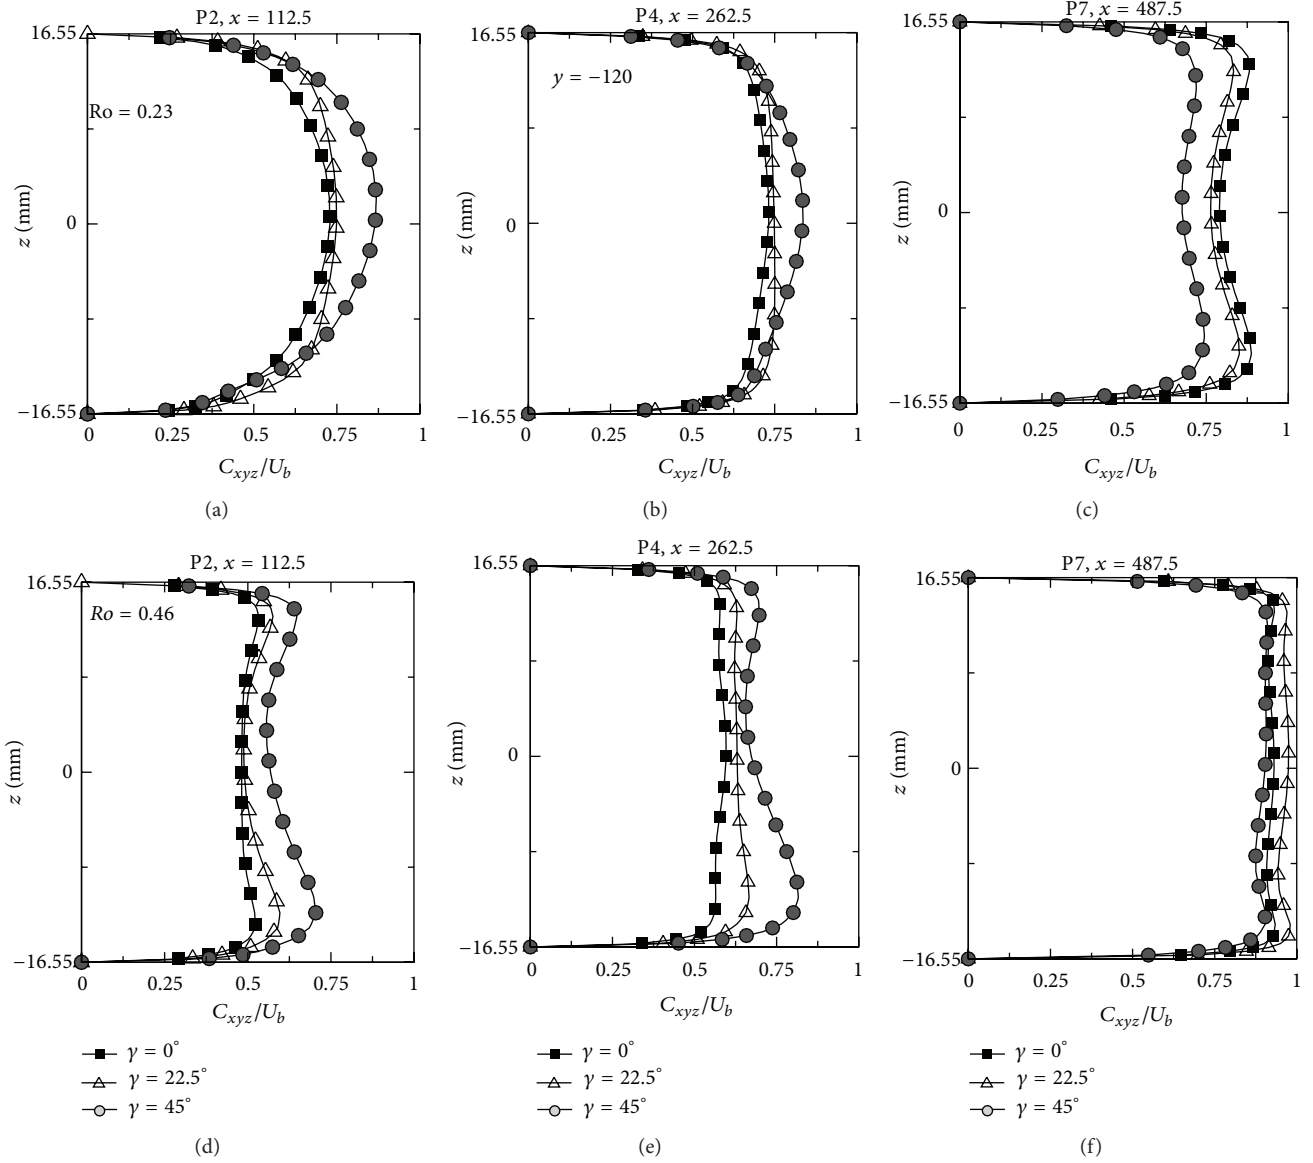 P2, x = 112.5
16.55
Ro = 0.23
z (mm)
0
−16.55
0
0.25
0.5
0.75
1
C_xyz/U_b
(a)
P4, x = 262.5
16.55
y = −120
z (mm)
0
−16.55
0
0.25
0.5
0.75
1
C_xyz/U_b
(b)
P7, x = 487.5
16.55
z (mm)
0
−16.55
0
0.25
0.5
0.75
1
C_xyz/U_b
(c)
P2, x = 112.5
16.55
Ro = 0.46
z (mm)
0
−16.55
0
0.25
0.5
0.75
1
C_xyz/U_b
γ = 0°
γ = 22.5°
γ = 45°
(d)
P4, x = 262.5
16.55
z (mm)
0
−16.55
0
0.25
0.5
0.75
1
C_xyz/U_b
γ = 0°
γ = 22.5°
γ = 45°
(e)
P7, x = 487.5
16.55
z (mm)
0
−16.55
0
0.25
0.5
0.75
1
C_xyz/U_b
γ = 0°
γ = 22.5°
γ = 45°
(f)